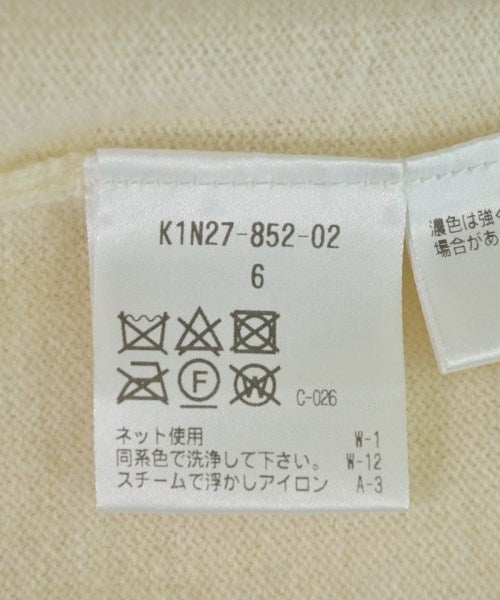 K1N27-852-02
6
F W C-026
ネット使用 W-1
同系色で洗浄して下さい。 W-12
スチームで浮かしアイロン A-3
濃色は強く
場合があ